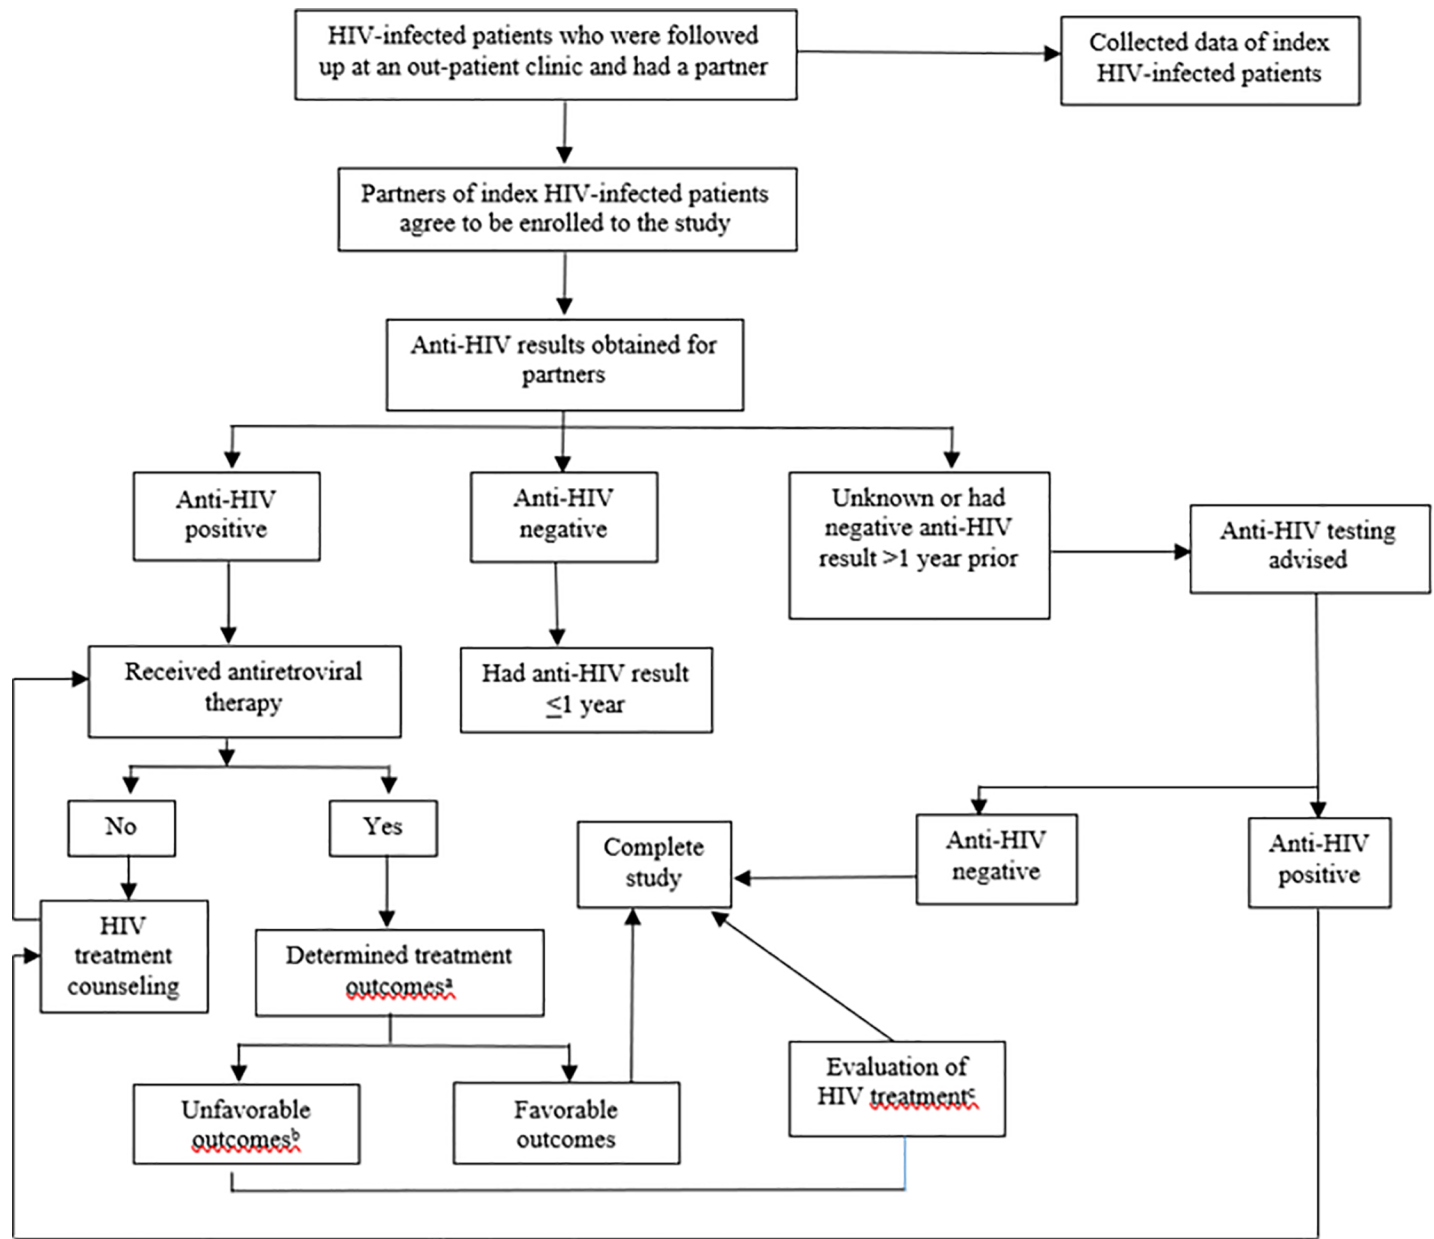 HIV-infected patients who were followed
up at an out-patient clinic and had a partner
Collected data of index
HIV-infected patients
Partners of index HIV-infected patients
agree to be enrolled to the study
Anti-HIV results obtained for
partners
Anti-HIV
positive
Anti-HIV
negative
Unknown or had
negative anti-HIV
result >1 year prior
Anti-HIV testing
advised
Received antiretroviral
therapy
Had anti-HIV result
≤1 year
No
Yes
Complete
study
Anti-HIV
negative
Anti-HIV
positive
HIV
treatment
counseling
Determined treatment
outcomesᵃ
Unfavorable
outcomesᵇ
Favorable
outcomes
Evaluation of
HIV treatmentᶜ